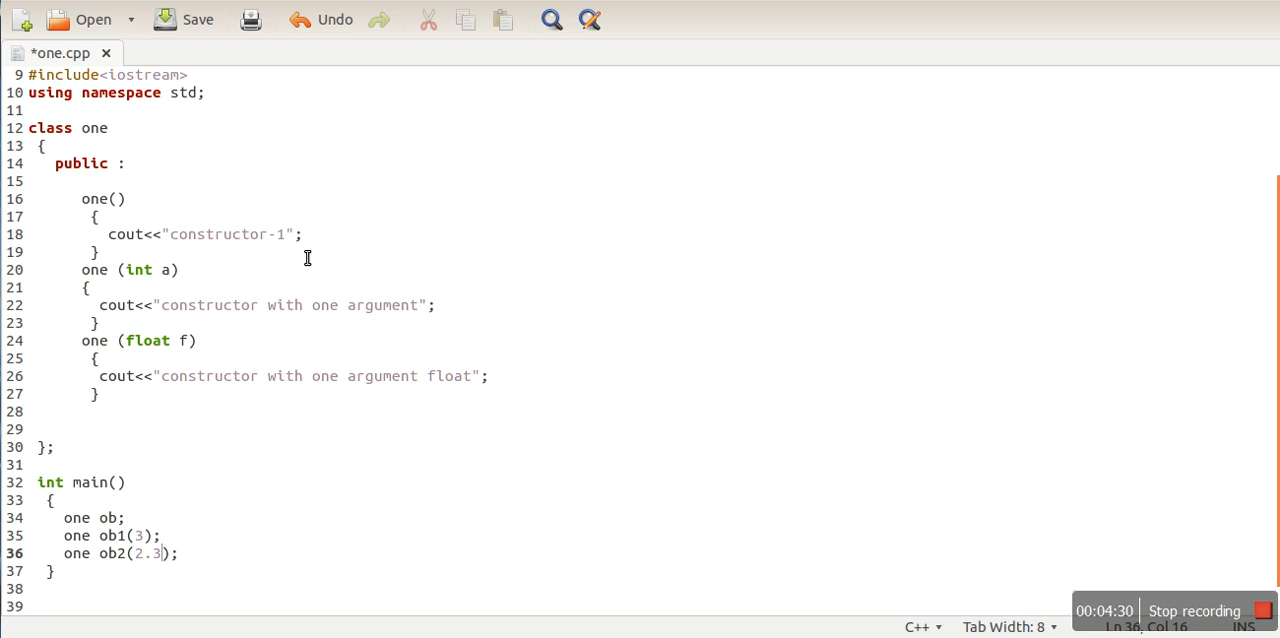 Open Save Undo
*one.cpp ×
9 #include<iostream>
10 using namespace std;
11
12 class one
13 {
14 public :
15
16 one()
17 {
18 cout<<"constructor-1";
19 }
20 one (int a)
21 {
22 cout<<"constructor with one argument";
23 }
24 one (float f)
25 {
26 cout<<"constructor with one argument float";
27 }
28
29
30 };
31
32 int main()
33 {
34 one ob;
35 one ob1(3);
36 one ob2(2.3);
37 }
38
39
00:04:30 Stop recording
C++ Tab Width: 8 Ln 36, Col 16 INS